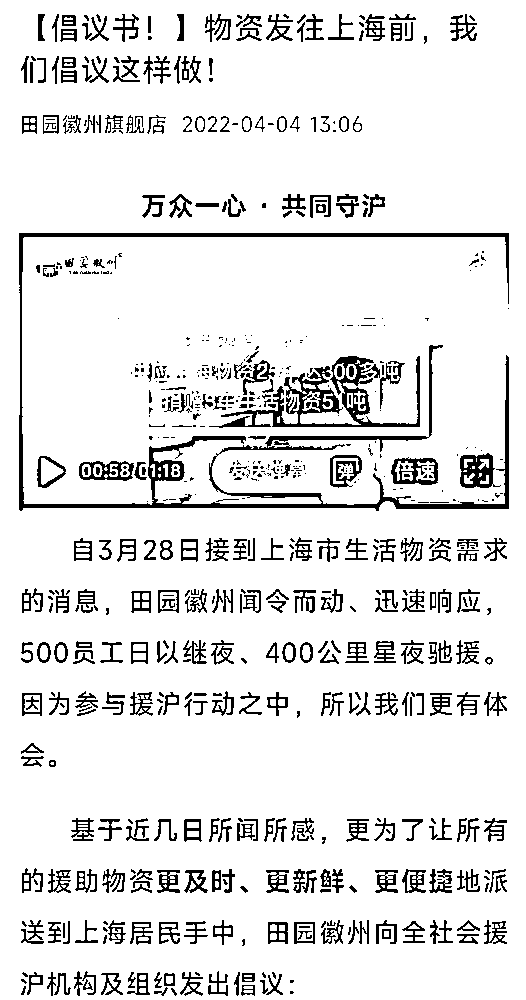 【倡议书！】物资发往上海前，我
们倡议这样做！
田园徽州旗舰店 2022-04-04 13:06
万众一心·共同守沪
田园徽州
海物资25 达300多吨
捐赠5车生活物资51吨
00:58/01:18 发送弹幕 弹 倍速
自3月28日接到上海市生活物资需求
的消息，田园徽州闻令而动、迅速响应，
500员工日以继夜、400公里星夜驰援。
因为参与援沪行动之中，所以我们更有体
会。
基于近几日所闻所感，更为了让所有
的援助物资更及时、更新鲜、更便捷地派
送到上海居民手中，田园徽州向全社会援
沪机构及组织发出倡议：